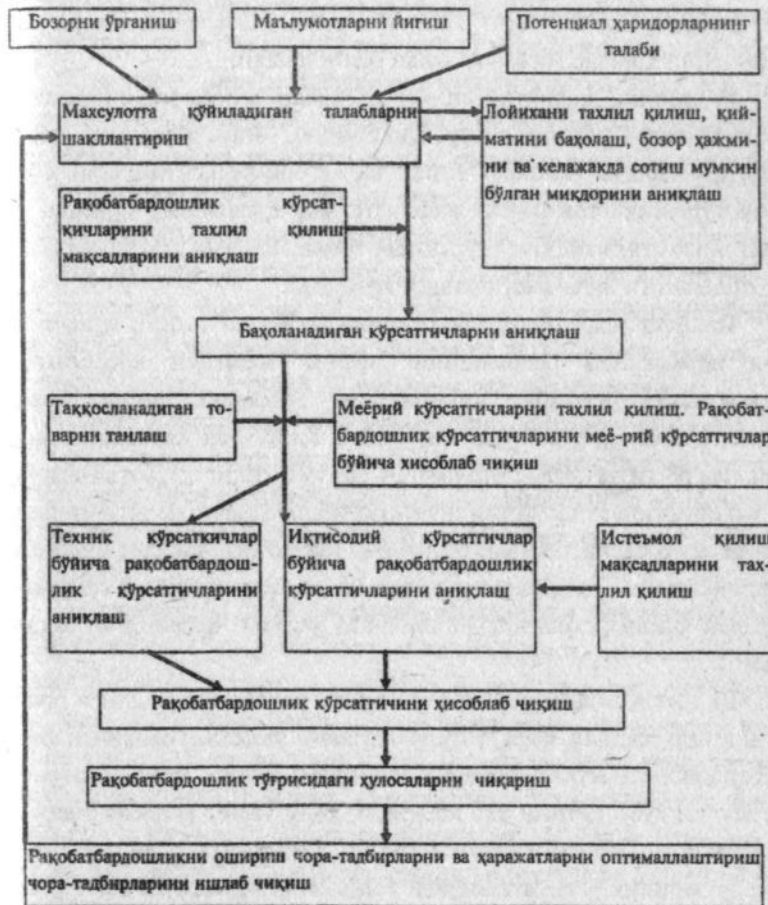 Бозорни ўрганиш
Маълумотларни йиғиш
Потенциал ҳаридорларнинг
талаби
Махсулотга қўйиладиган талабларни
шакллантириш
Лойихани тахлил қилиш, қий-
матини баҳолаш, бозор ҳажми-
ни ва келажакда сотиш мумкин
бўлган миқдорини аниқлаш
Рақобатбардошлик кўрсат-
қичларини тахлил қилиш
мақсадларини аниқлаш
Баҳоланадиган кўрсатгичларни аниқлаш
Таққосланадиган то-
варни танлаш
Меёрий кўрсатгичларни тахлил қилиш. Рақобат-
бардошлик кўрсатгичларини меё-рий кўрсатгичлар
бўйича хисоблаб чиқиш
Техник кўрсаткичлар
бўйича рақобатбардош-
лик кўрсатгичларини
аниқлаш
Иқтисодий кўрсатгичлар
бўйича рақобатбардошлик
кўрсатгичларини аниқлаш
Истеъмол қилиш
мақсадларини тах-
лил қилиш
Рақобатбардошлик кўрсатгичини ҳисоблаб чиқиш
Рақобатбардошлик тўғрисидаги ҳулосаларни чиқариш
Рақобатбардошликни ошириш чора-тадбирларни ва ҳаражатларни оптималлаштириш
чора-тадбирларини ишлаб чиқиш